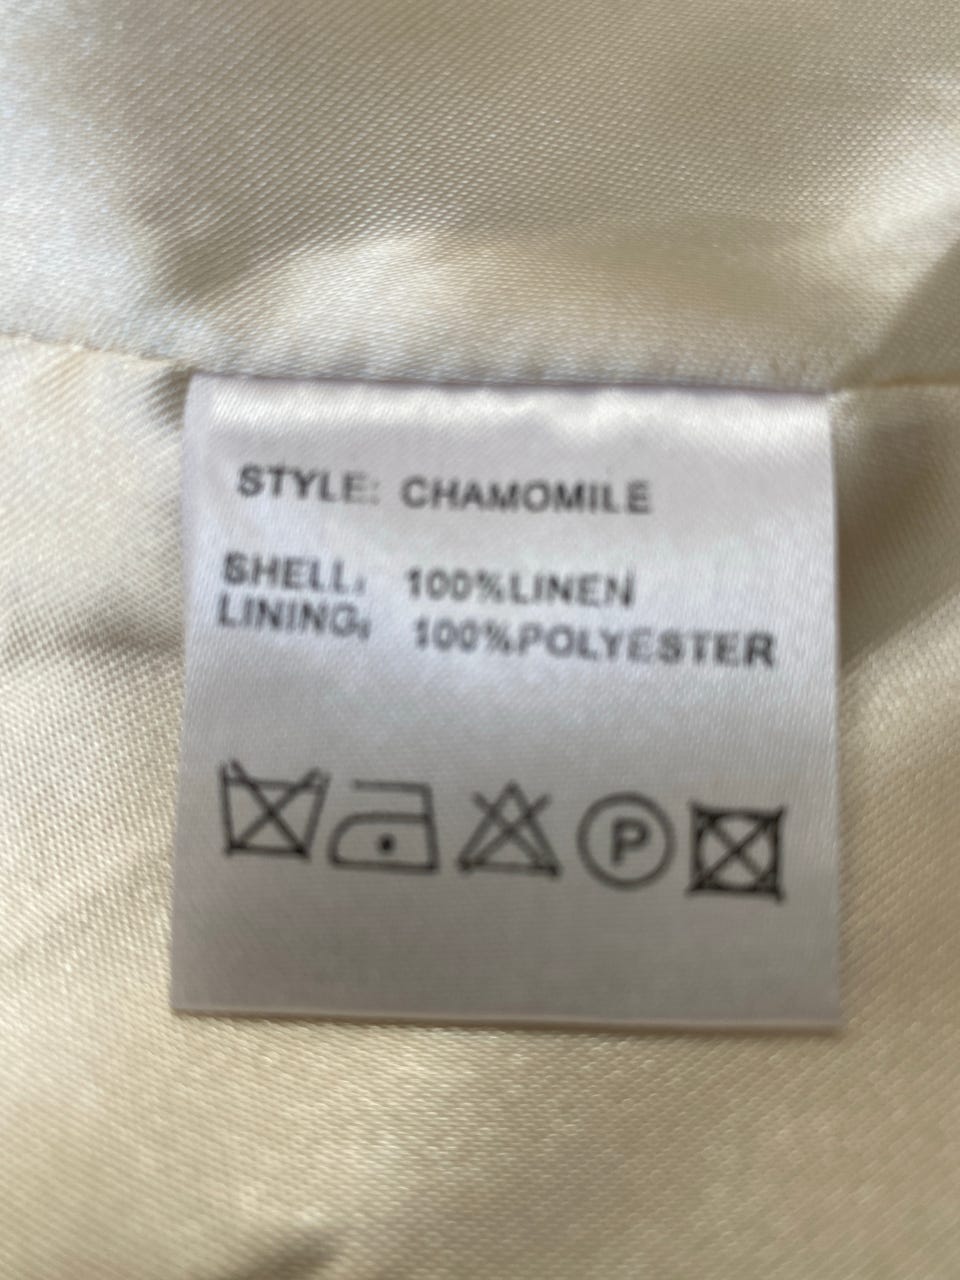 STYLE: CHAMOMILE
SHELL: 100%LINEN
LINING: 100%POLYESTER
P